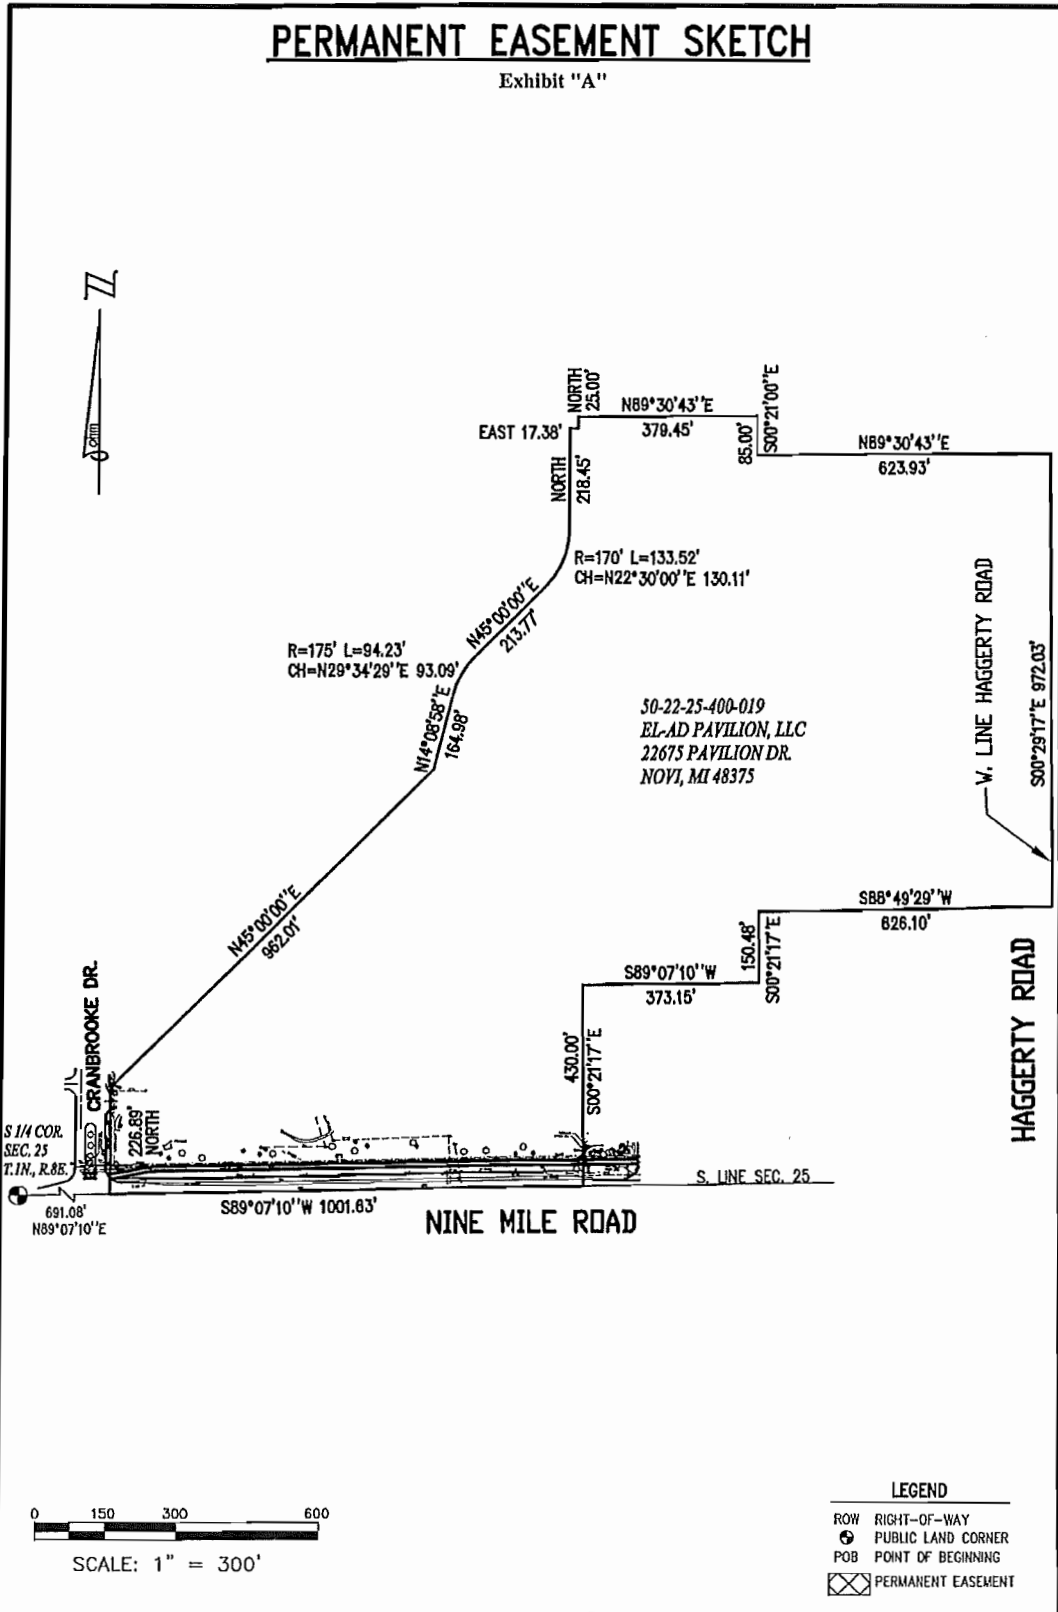 PERMANENT EASEMENT SKETCH
Exhibit "A"
Z
NORTH
25.00'
N89°30'43"E
379.45'
85.00'
S00°21'00"E
EAST 17.38'
N89°30'43"E
623.93'
NORTH
218.45'
R=170' L=133.52'
CH=N22°30'00"E 130.11'
N45°00'00"E
213.77'
R=175' L=94.23'
CH=N29°34'29"E 93.09'
N14°08'58"E
164.98'
50-22-25-400-019
EL-AD PAVILION, LLC
22675 PAVILION DR.
NOVI, MI 48375
W. LINE HAGGERTY ROAD
S00°29'17"E 972.03'
N45°00'00"E
962.01'
S88°49'29"W
626.10'
150.48'
S00°21'17"E
S89°07'10"W
373.15'
430.00'
S00°21'17"E
HAGGERTY ROAD
CRANBROOKE DR.
226.89'
NORTH
S 1/4 COR.
SEC. 25
T.1N., R.8E.
691.08'
N89°07'10"E
S89°07'10"W 1001.63'
S. LINE SEC. 25
NINE MILE ROAD
0 150 300 600
SCALE: 1" = 300'
LEGEND
ROW RIGHT-OF-WAY
PUBLIC LAND CORNER
POB POINT OF BEGINNING
PERMANENT EASEMENT